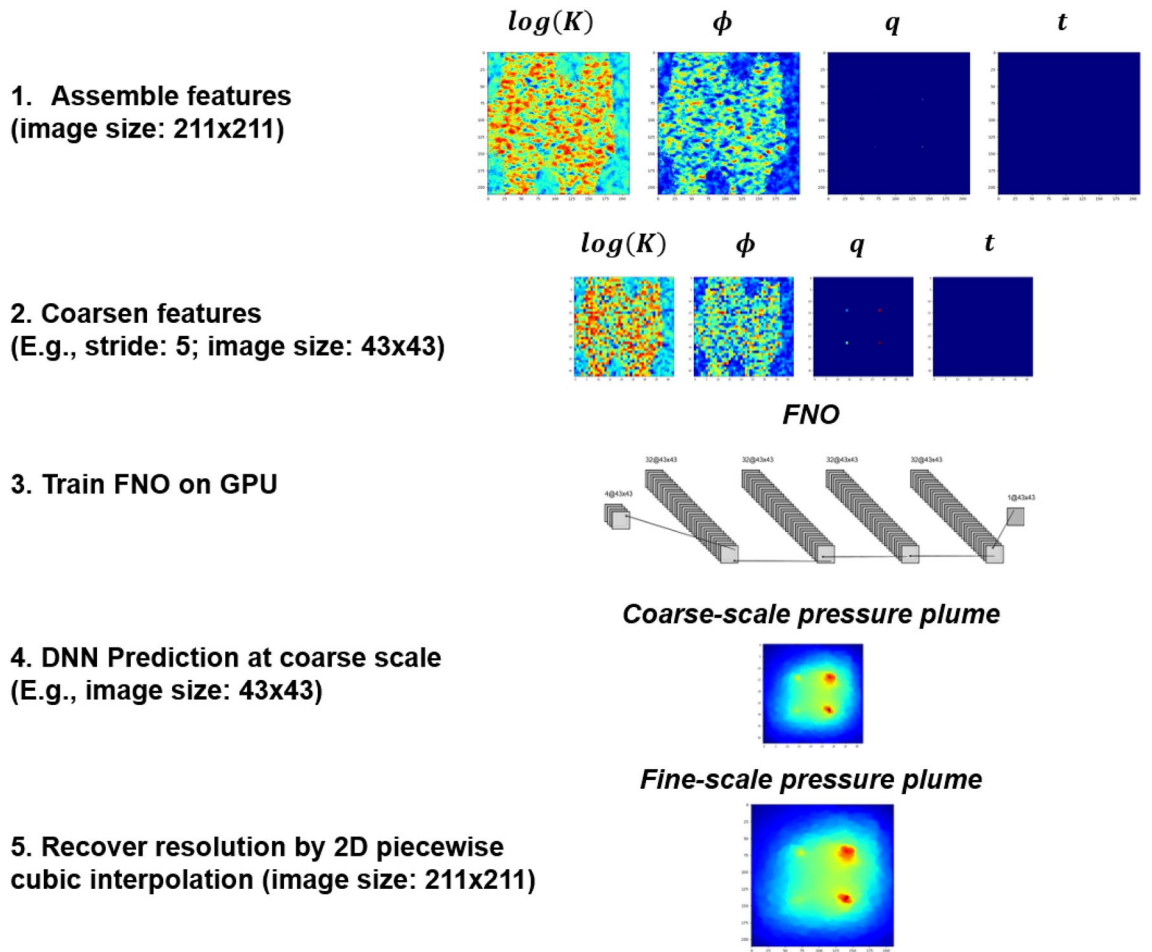 log(K) ϕ q t
1. Assemble features
(image size: 211x211)
log(K) ϕ q t
2. Coarsen features
(E.g., stride: 5; image size: 43x43)
FNO
3. Train FNO on GPU
4@43x43 32@43x43 32@43x43 32@43x43 32@43x43 1@43x43
Coarse-scale pressure plume
4. DNN Prediction at coarse scale
(E.g., image size: 43x43)
Fine-scale pressure plume
5. Recover resolution by 2D piecewise
cubic interpolation (image size: 211x211)